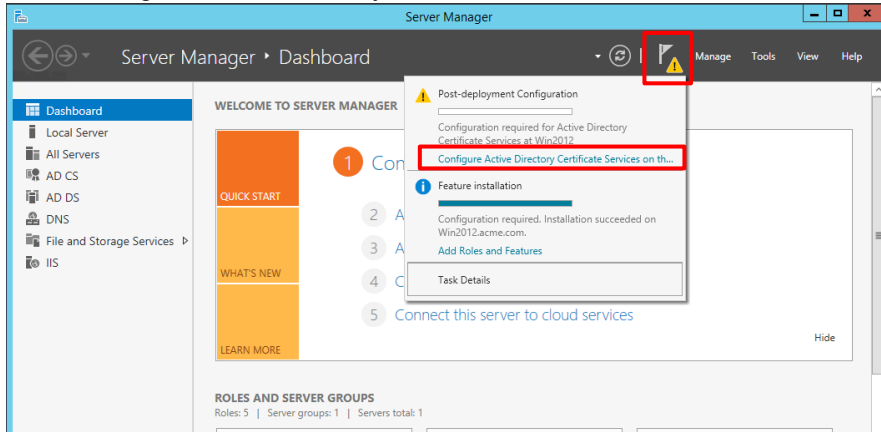 Server Manager
Server Manager • Dashboard
Manage Tools View Help
Dashboard
Local Server
All Servers
AD CS
AD DS
DNS
File and Storage Services
IIS
WELCOME TO SERVER MANAGER
QUICK START
WHAT'S NEW
LEARN MORE
1 Con
2 A
3 A
4 C
5 Connect this server to cloud services
Hide
Post-deployment Configuration
Configuration required for Active Directory
Certificate Services at Win2012
Configure Active Directory Certificate Services on th...
Feature installation
Configuration required. Installation succeeded on
Win2012.acme.com.
Add Roles and Features
Task Details
ROLES AND SERVER GROUPS
Roles: 5 | Server groups: 1 | Servers total: 1